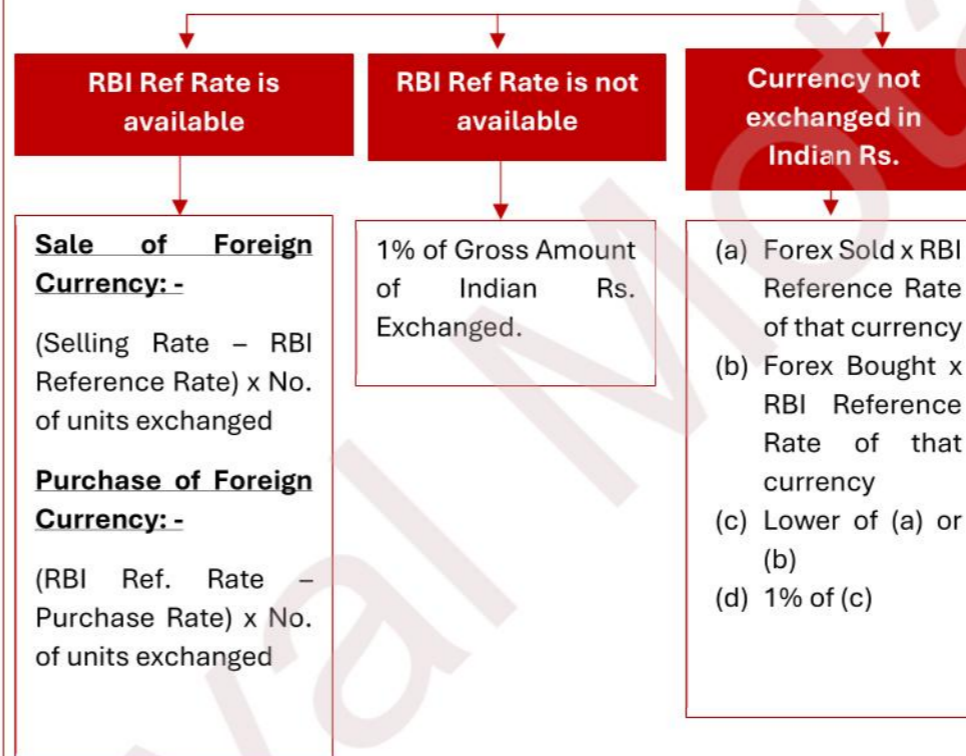 RBI Ref Rate is
available
RBI Ref Rate is not
available
Currency not
exchanged in
Indian Rs.
Sale of Foreign
Currency: -
(Selling Rate – RBI
Reference Rate) x No.
of units exchanged
Purchase of Foreign
Currency: -
(RBI Ref. Rate –
Purchase Rate) x No.
of units exchanged
1% of Gross Amount
of Indian Rs.
Exchanged.
(a) Forex Sold x RBI
Reference Rate
of that currency
(b) Forex Bought x
RBI Reference
Rate of that
currency
(c) Lower of (a) or
(b)
(d) 1% of (c)